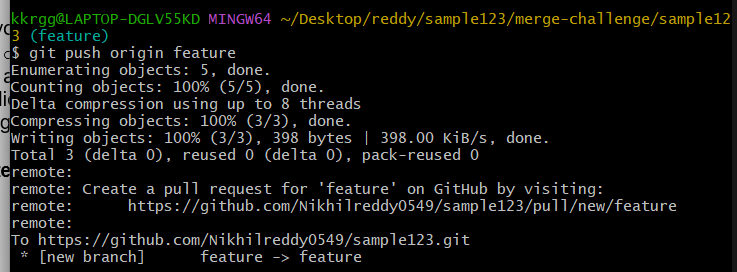 kkrgg@LAPTOP-DGLV55KD MINGW64 ~/Desktop/reddy/sample123/merge-challenge/sample12
3 (feature)
$ git push origin feature
Enumerating objects: 5, done.
Counting objects: 100% (5/5), done.
Delta compression using up to 8 threads
Compressing objects: 100% (3/3), done.
Writing objects: 100% (3/3), 398 bytes | 398.00 KiB/s, done.
Total 3 (delta 0), reused 0 (delta 0), pack-reused 0
remote:
remote: Create a pull request for 'feature' on GitHub by visiting:
remote:      https://github.com/Nikhilreddy0549/sample123/pull/new/feature
remote:
To https://github.com/Nikhilreddy0549/sample123.git
 * [new branch]      feature -> feature